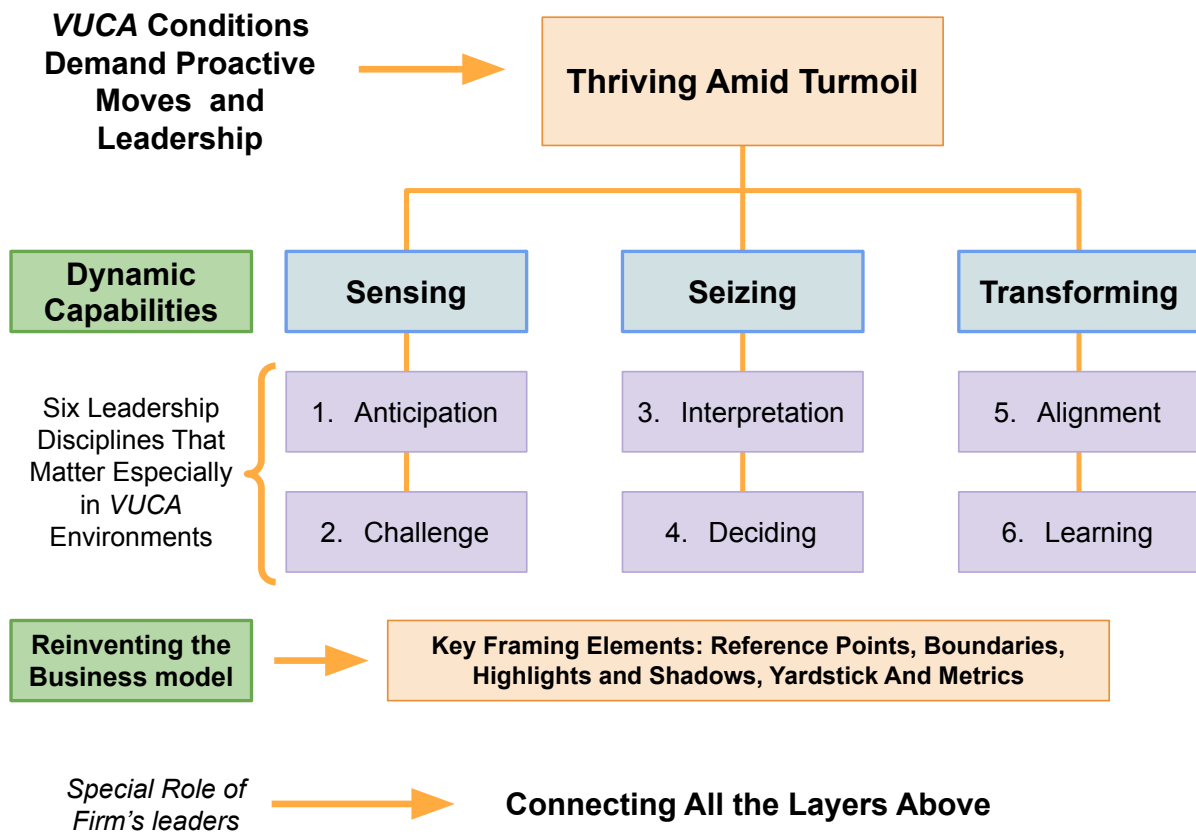 VUCA Conditions
Demand Proactive
Moves and
Leadership
Thriving Amid Turmoil
Dynamic
Capabilities
Sensing
Seizing
Transforming
Six Leadership
Disciplines That
Matter Especially
in VUCA
Environments
1. Anticipation
3. Interpretation
5. Alignment
2. Challenge
4. Deciding
6. Learning
Reinventing the
Business model
Key Framing Elements: Reference Points, Boundaries,
Highlights and Shadows, Yardstick And Metrics
Special Role of
Firm's leaders
Connecting All the Layers Above